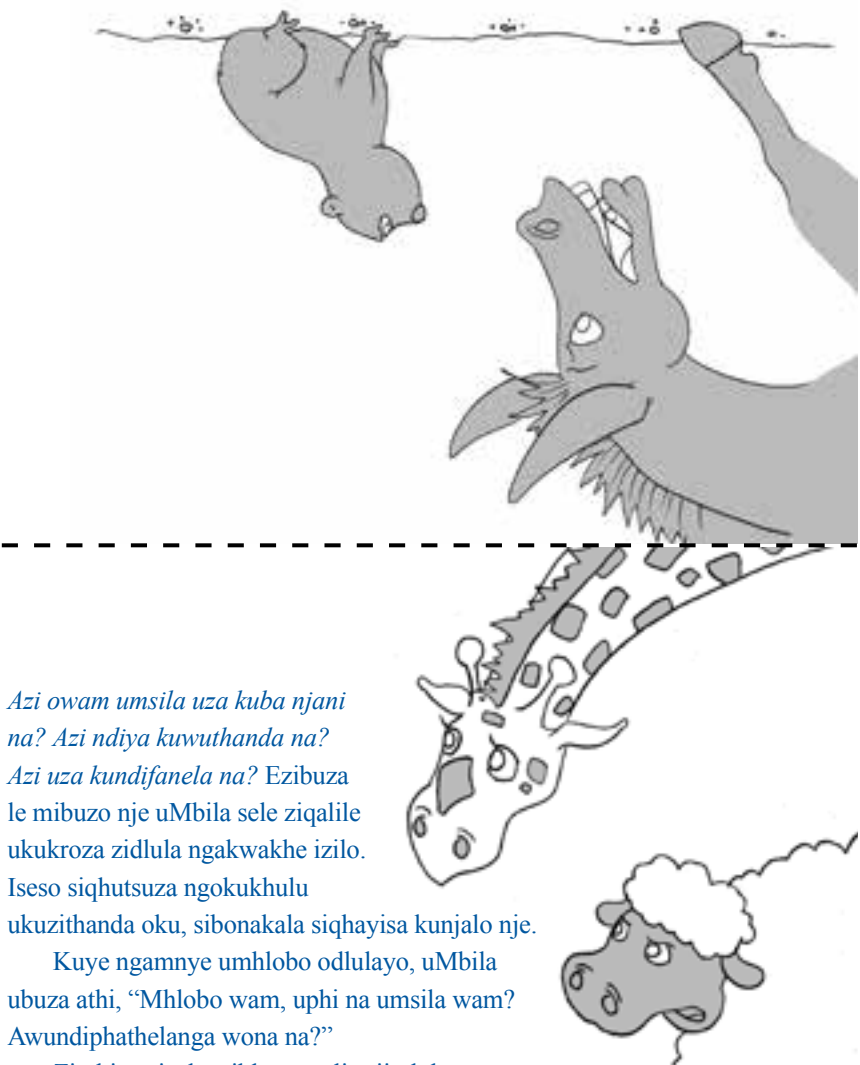 Azi owam umsila uza kuba njani
na? Azi ndiya kuwuthanda na?
Azi uza kundifanela na? Ezibuza
le mibuzo nje uMbila sele ziqalile
ukukroza zidlula ngakwakhe izilo.
Iseso siqhutsuza ngokukhulu
ukuzithanda oku, sibonakala siqhayisa kunjalo nje.
Kuye ngamnye umhlobo odlulayo, uMbila
ubuza athi, “Mhlobo wam, uphi na umsila wam?
Awundiphathelanga wona na?”